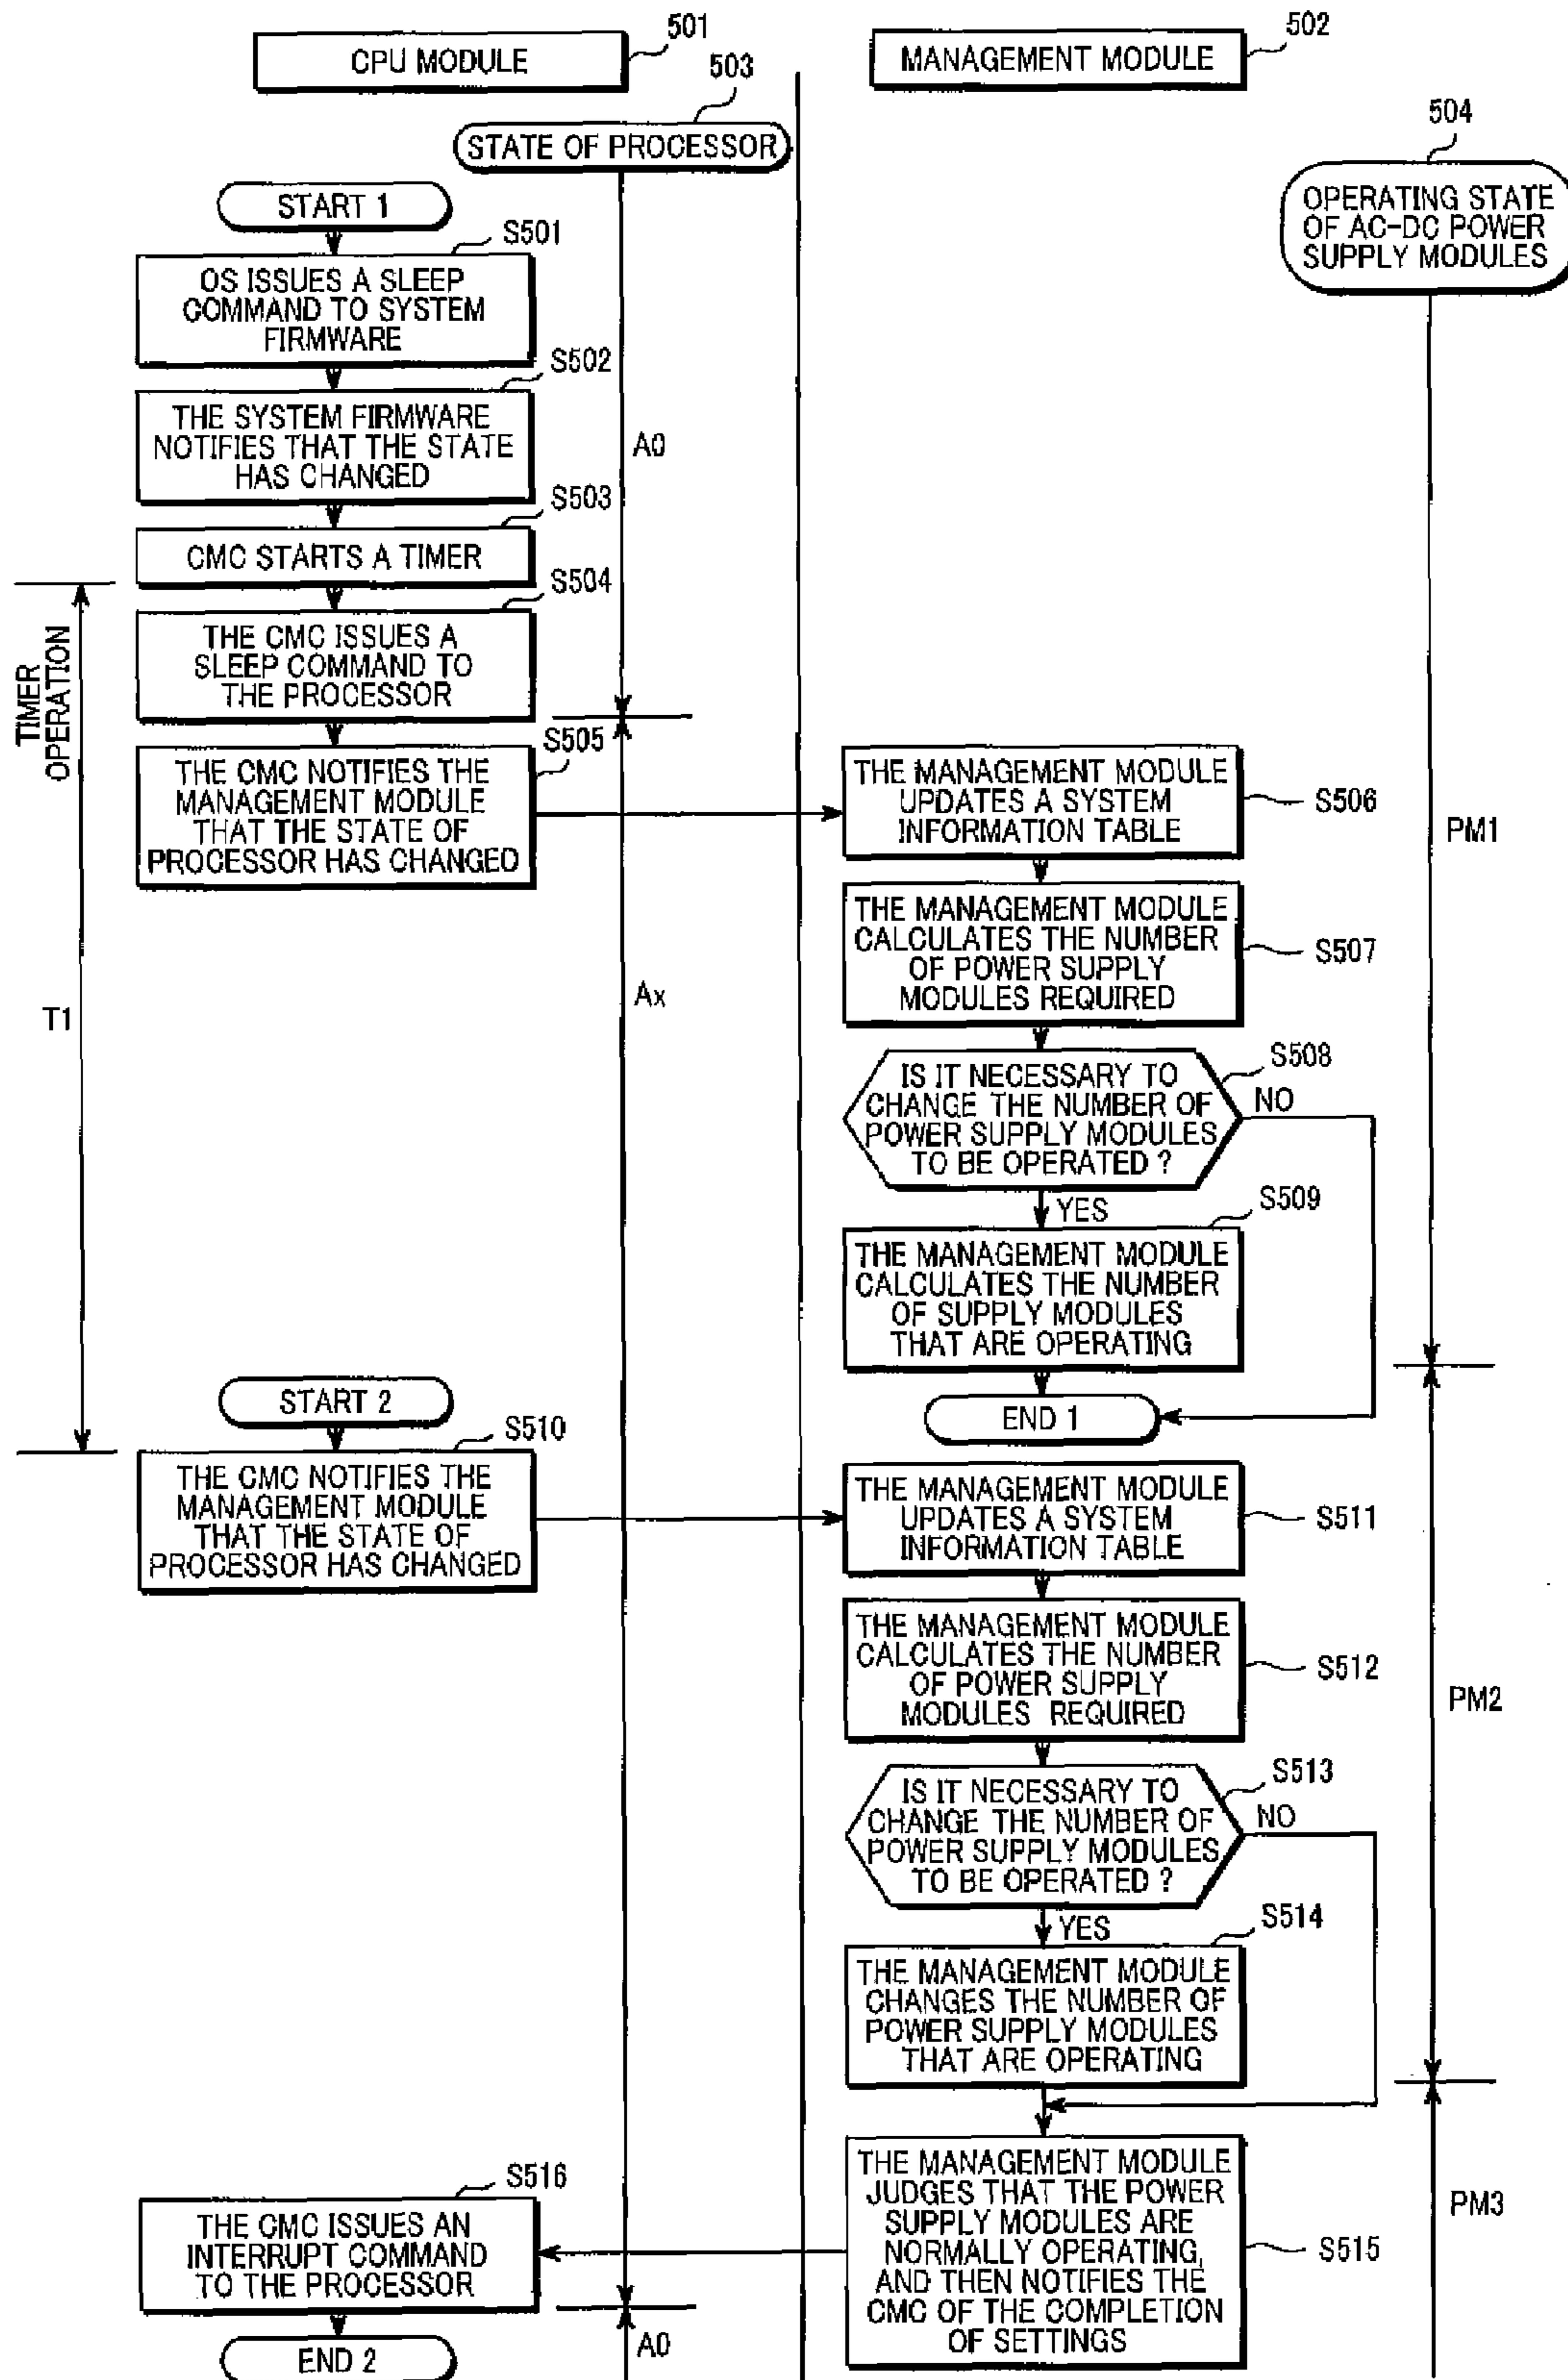 CPU MODULE
501
MANAGEMENT MODULE
502
503
STATE OF PROCESSOR
504
OPERATING STATE
OF AC-DC POWER
SUPPLY MODULES
START 1
S501
OS ISSUES A SLEEP
COMMAND TO SYSTEM
FIRMWARE
S502
THE SYSTEM FIRMWARE
NOTIFIES THAT THE STATE
HAS CHANGED
A0
S503
CMC STARTS A TIMER
S504
THE CMC ISSUES A
SLEEP COMMAND TO
THE PROCESSOR
TIMER
OPERATION
T1
S505
THE CMC NOTIFIES THE
MANAGEMENT MODULE
THAT THE STATE OF
PROCESSOR HAS CHANGED
THE MANAGEMENT MODULE
UPDATES A SYSTEM
INFORMATION TABLE
S506
PM1
THE MANAGEMENT MODULE
CALCULATES THE NUMBER
OF POWER SUPPLY
MODULES REQUIRED
S507
Ax
S508
IS IT NECESSARY TO
CHANGE THE NUMBER OF
POWER SUPPLY MODULES
TO BE OPERATED ?
NO
YES
S509
THE MANAGEMENT MODULE
CALCULATES THE NUMBER
OF SUPPLY MODULES
THAT ARE OPERATING
START 2
END 1
S510
THE CMC NOTIFIES THE
MANAGEMENT MODULE
THAT THE STATE OF
PROCESSOR HAS CHANGED
THE MANAGEMENT MODULE
UPDATES A SYSTEM
INFORMATION TABLE
S511
THE MANAGEMENT MODULE
CALCULATES THE NUMBER
OF POWER SUPPLY
MODULES REQUIRED
S512
PM2
S513
IS IT NECESSARY TO
CHANGE THE NUMBER OF
POWER SUPPLY MODULES
TO BE OPERATED ?
NO
YES
S514
THE MANAGEMENT MODULE
CHANGES THE NUMBER OF
POWER SUPPLY MODULES
THAT ARE OPERATING
THE MANAGEMENT MODULE
JUDGES THAT THE POWER
SUPPLY MODULES ARE
NORMALLY OPERATING,
AND THEN NOTIFIES THE
CMC OF THE COMPLETION
OF SETTINGS
S515
PM3
S516
THE CMC ISSUES AN
INTERRUPT COMMAND
TO THE PROCESSOR
A0
END 2